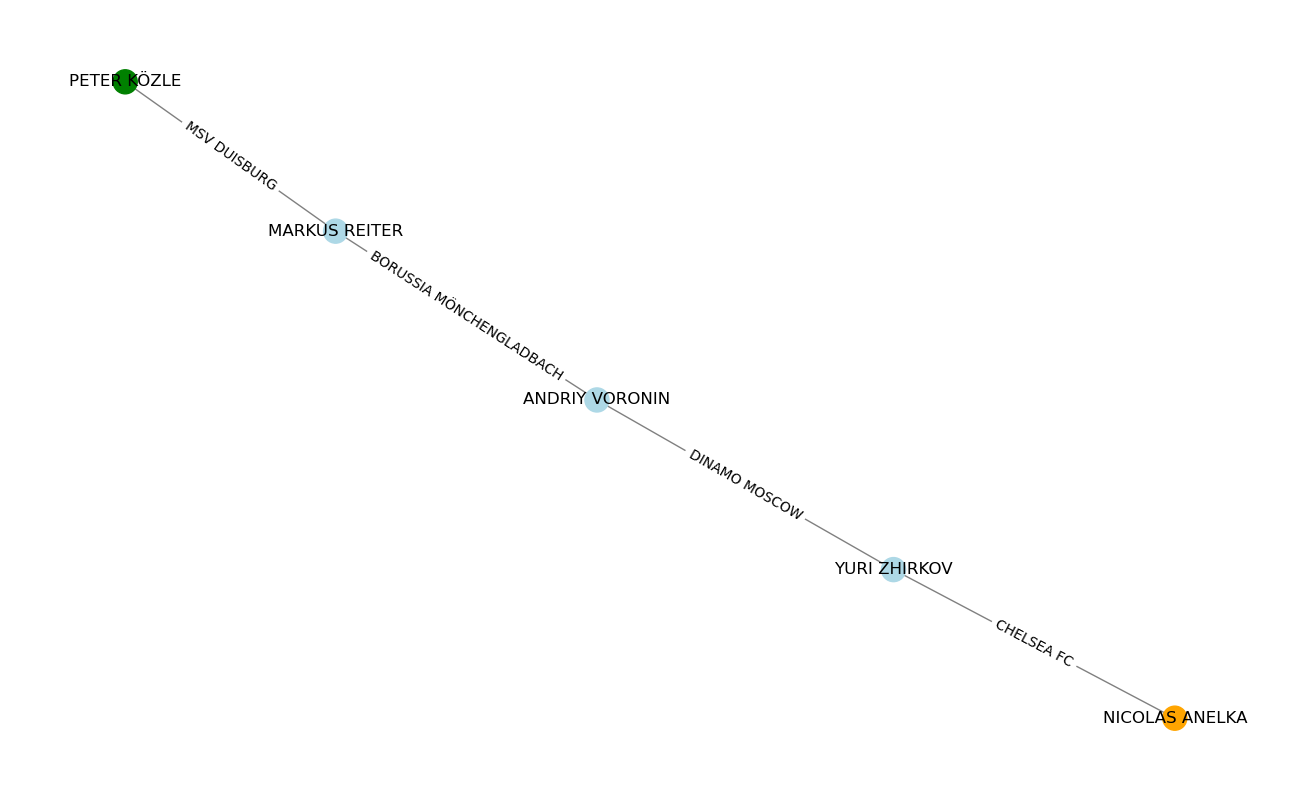 PETER KÖZLE
MSV DUISBURG
MARKUS REITER
BORUSSIA MÖNCHENGLADBACH
ANDRIY VORONIN
DINAMO MOSCOW
YURI ZHIRKOV
CHELSEA FC
NICOLAS ANELKA